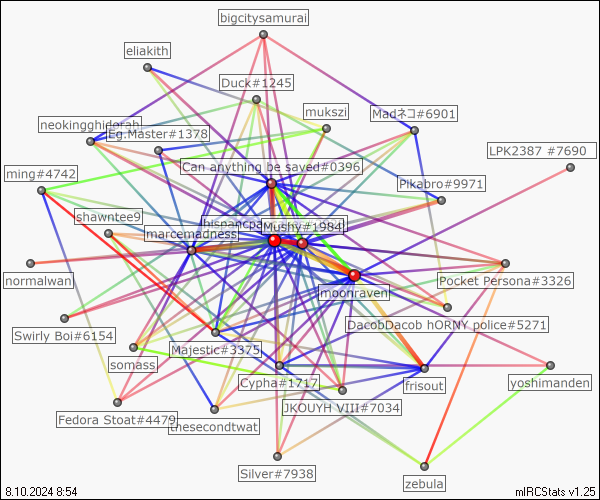 bigcitysamurai
eliakith
Duck#1245
mukszi
Madネコ#6901
neokingghidorah
Eg.Master#1378
LPK2387 #7690
Can anything be sayed#0396
ming#4742
Pikabro#9971
shawntee9
Mushy#1984
marcemadness
normalwan
moonraven
Pocket Persona#3326
DacobDacob hORNY police#5271
Swirly Boi#6154
Majestic#3375
somass
Cypha#1717
frisout
yoshimanden
JKOUYH VIII#7034
Fedora Stoat#4479
thesecondtwat
Silver#7938
zebula
8.10.2024 8:54
mIRCStats v1.25